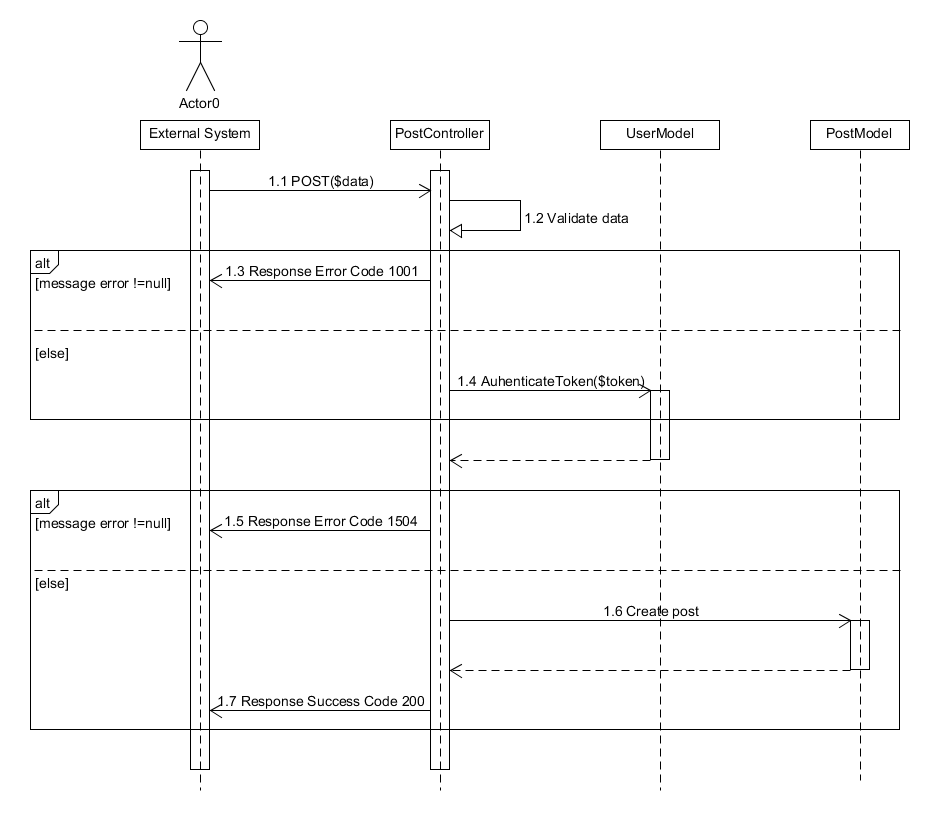 Actor0
External System
PostController
UserModel
PostModel
1.1 POST($data)
1.2 Validate data
alt
1.3 Response Error Code 1001
[message error !=null]
[else]
1.4 AuhenticateToken($token)
alt
1.5 Response Error Code 1504
[message error !=null]
[else]
1.6 Create post
1.7 Response Success Code 200